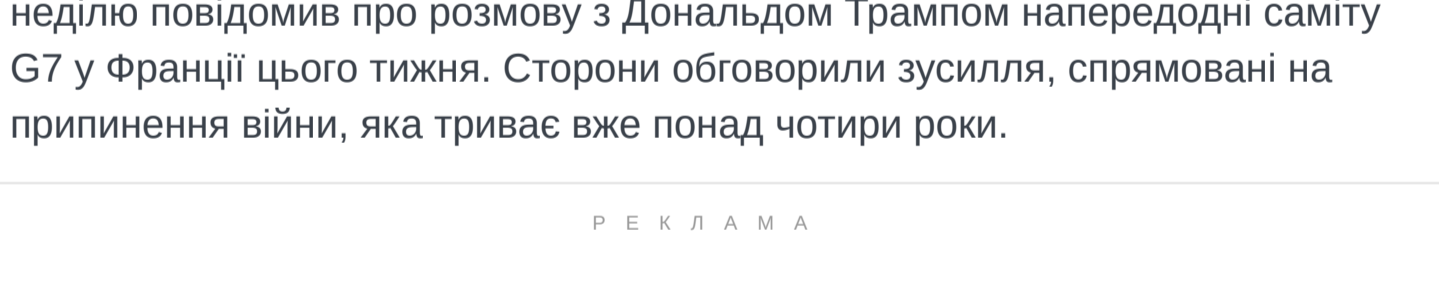 неділю повідомив про розмову з Дональдом Трампом напередодні саміту
G7 у Франції цього тижня. Сторони обговорили зусилля, спрямовані на
припинення війни, яка триває вже понад чотири роки.
РЕКЛАМА